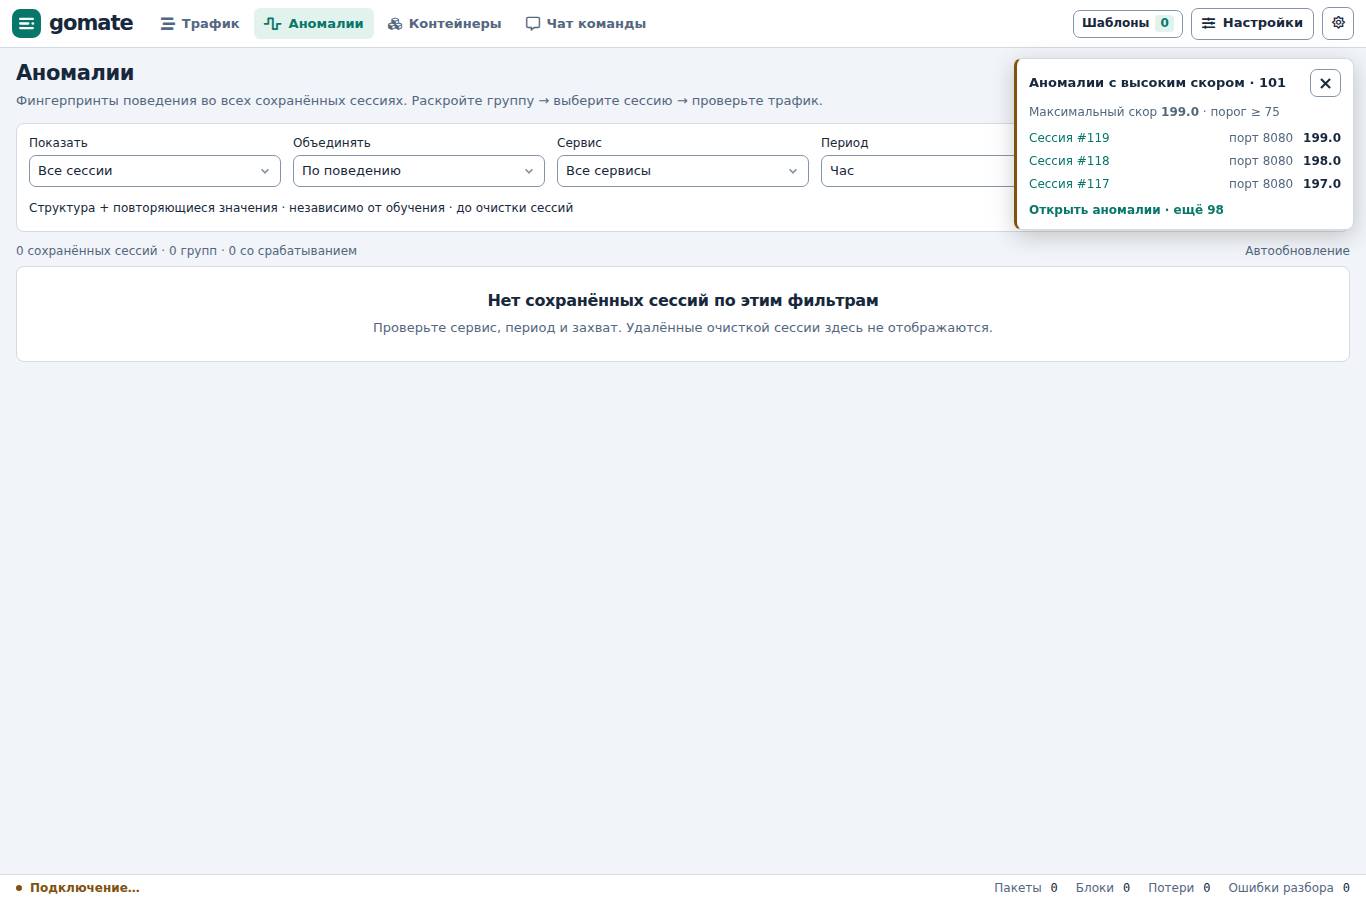 gomate
Трафик
Аномалии
Контейнеры
Чат команды
Шаблоны 0
Настройки
Аномалии
Фингерпринты поведения во всех сохранённых сессиях. Раскройте группу → выберите сессию → проверьте трафик.
Аномалии с высоким скором · 101
Максимальный скор 199.0 · порог ≥ 75
Сессия #119 порт 8080 199.0
Сессия #118 порт 8080 198.0
Сессия #117 порт 8080 197.0
Открыть аномалии · ещё 98
Показать
Все сессии
Объединять
По поведению
Сервис
Все сервисы
Период
Час
Структура + повторяющиеся значения · независимо от обучения · до очистки сессий
0 сохранённых сессий · 0 групп · 0 со срабатыванием
Автообновление
Нет сохранённых сессий по этим фильтрам
Проверьте сервис, период и захват. Удалённые очисткой сессии здесь не отображаются.
Подключение…
Пакеты 0 Блоки 0 Потери 0 Ошибки разбора 0